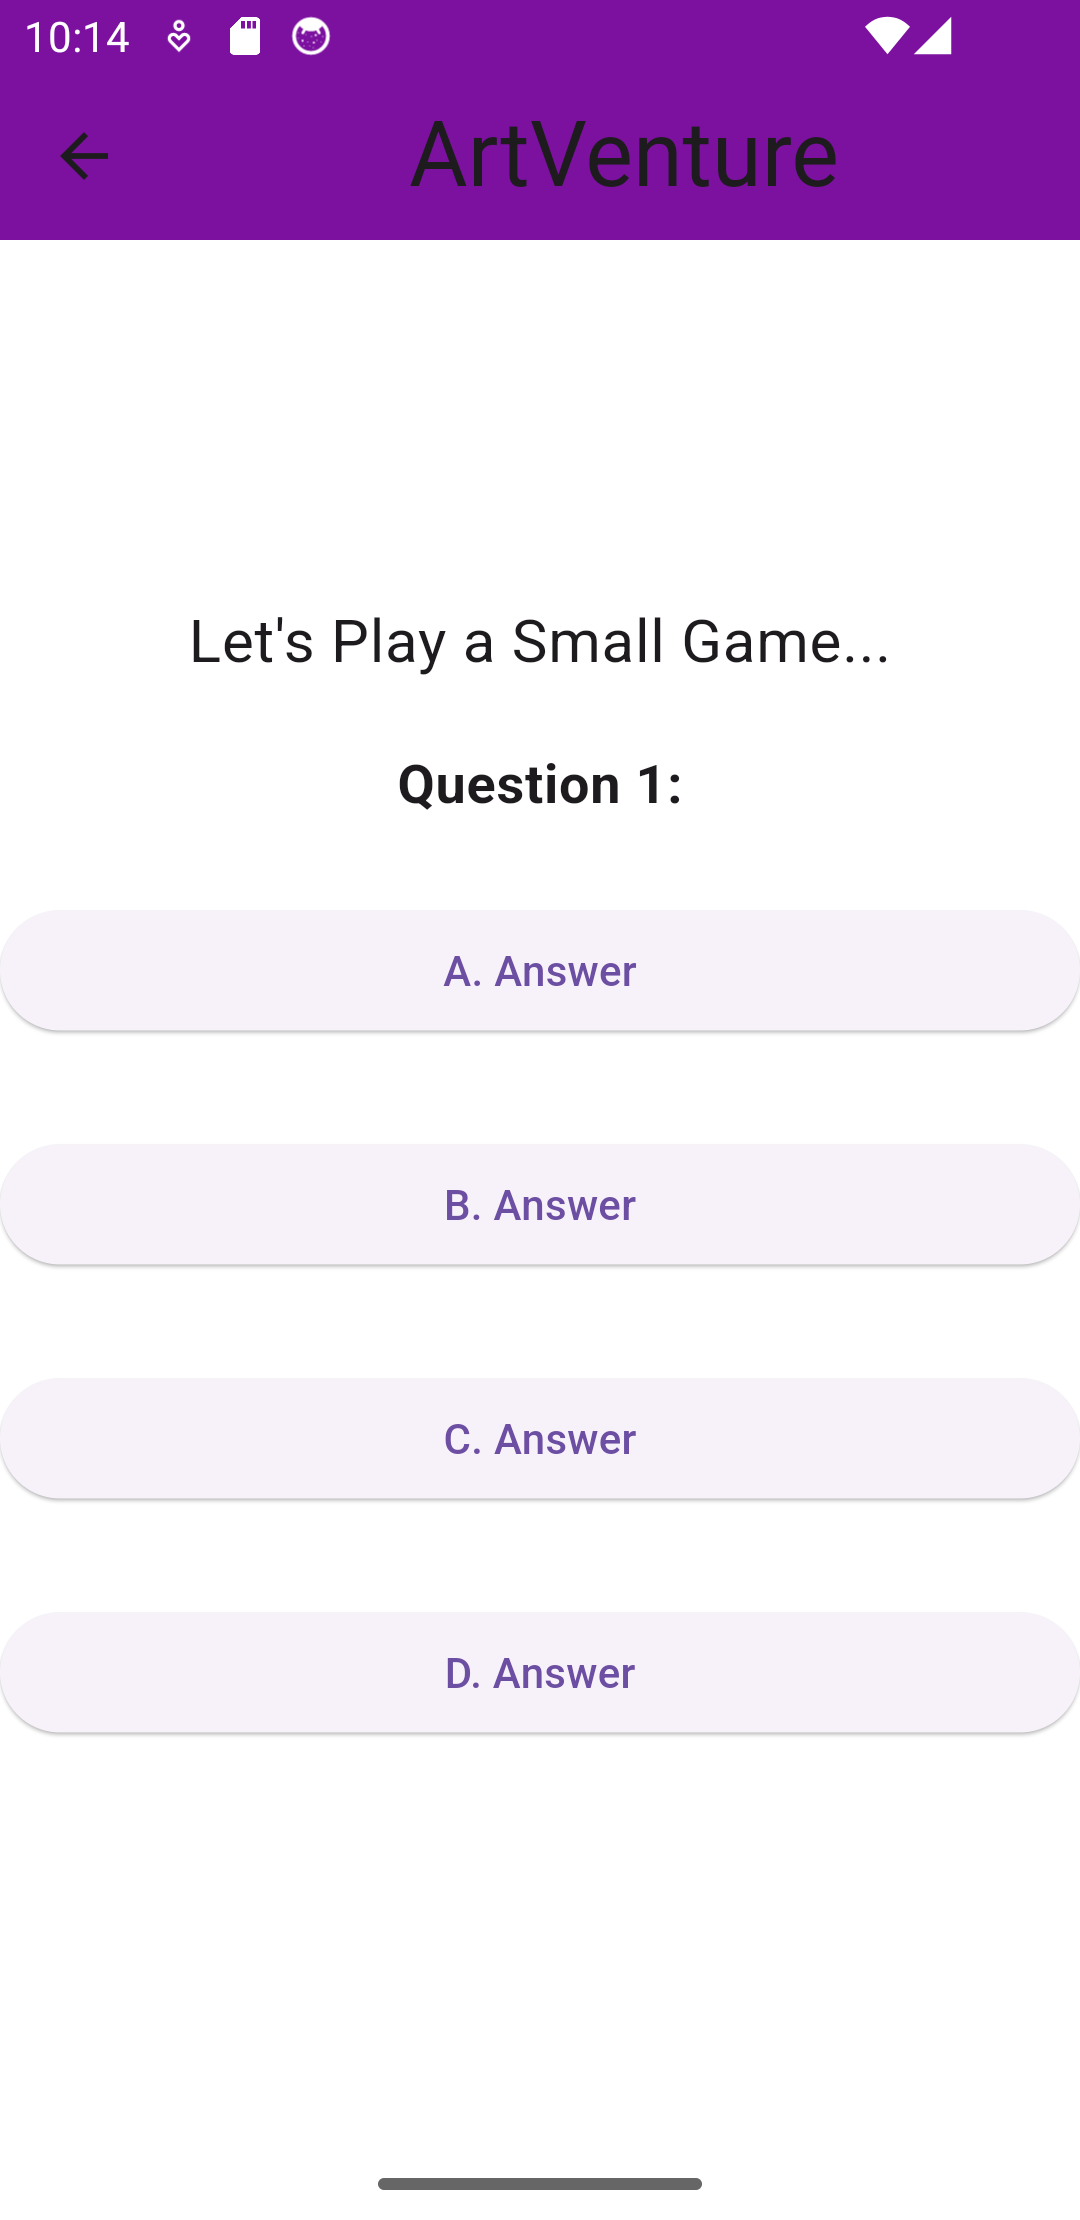 10:14
ArtVenture
Let's Play a Small Game...
Question 1:
A. Answer
B. Answer
C. Answer
D. Answer